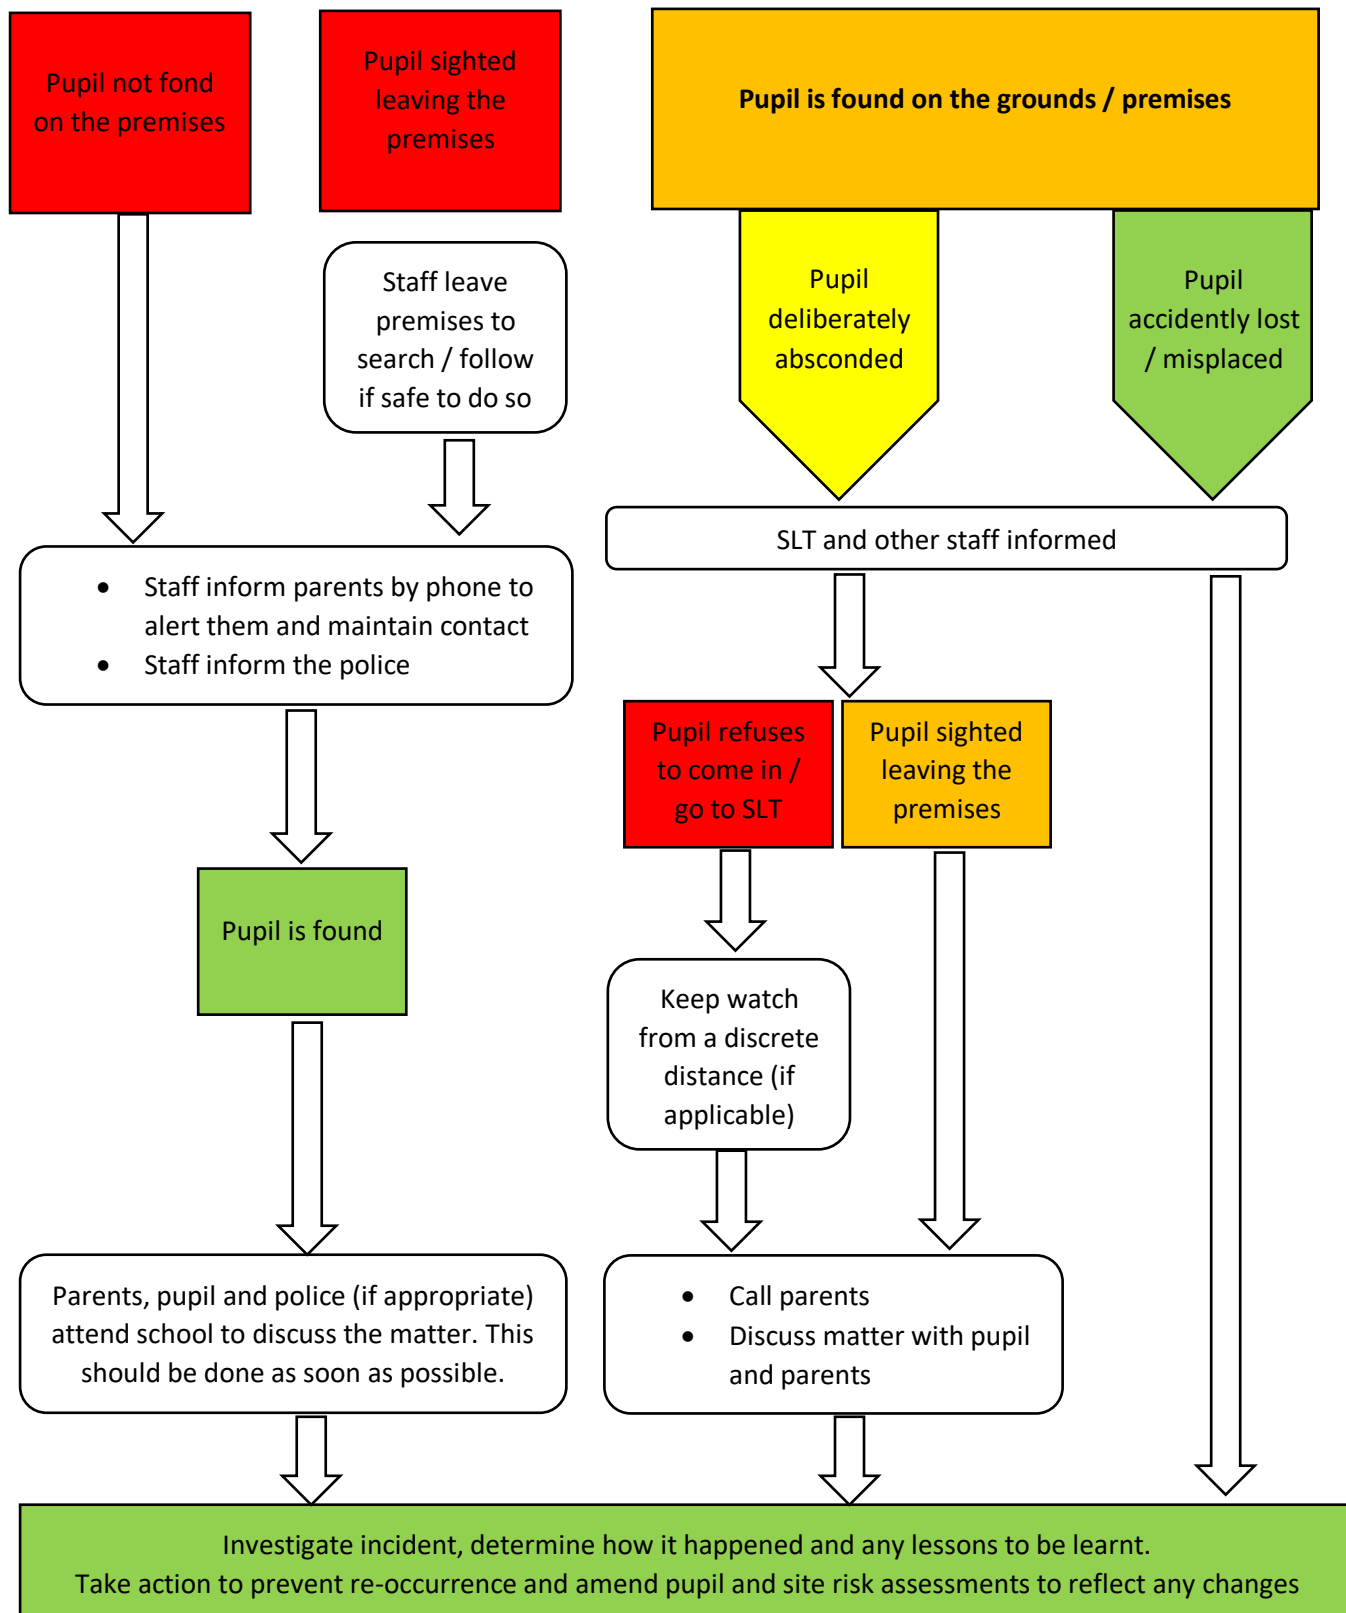 Pupil not fond
on the premises
Pupil sighted
leaving the
premises
Pupil is found on the grounds / premises
Staff leave
premises to
search / follow
if safe to do so
Pupil
deliberately
absconded
Pupil
accidently lost
/ misplaced
SLT and other staff informed
• Staff inform parents by phone to
alert them and maintain contact
• Staff inform the police
Pupil refuses
to come in /
go to SLT
Pupil sighted
leaving the
premises
Pupil is found
Keep watch
from a discrete
distance (if
applicable)
Parents, pupil and police (if appropriate)
attend school to discuss the matter. This
should be done as soon as possible.
• Call parents
• Discuss matter with pupil
and parents
Investigate incident, determine how it happened and any lessons to be learnt.
Take action to prevent re-occurrence and amend pupil and site risk assessments to reflect any changes